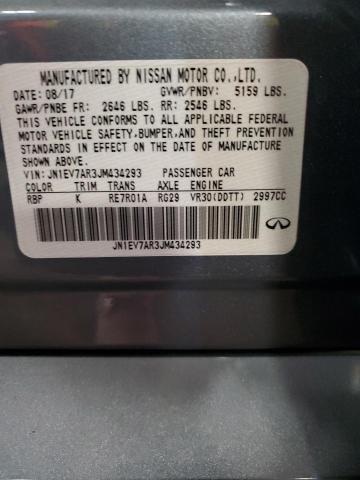 MANUFACTURED BY NISSAN MOTOR CO.,LTD.
DATE: 08/17 GVWR/PNBV: 5159 LBS.
GAWR/PNBE FR: 2646 LBS. RR: 2546 LBS.
THIS VEHICLE CONFORMS TO ALL APPLICABLE FEDERAL
MOTOR VEHICLE SAFETY,BUMPER,AND THEFT PREVENTION
STANDARDS IN EFFECT ON THE DATE OF MANUFACTURE
SHOWN ABOVE.
VIN: JN1EV7AR3JM434293 PASSENGER CAR
COLOR TRIM TRANS AXLE ENGINE
RBP K RE7R01A RG29 VR30(DDTT) 2997CC
JN1EV7AR3JM434293